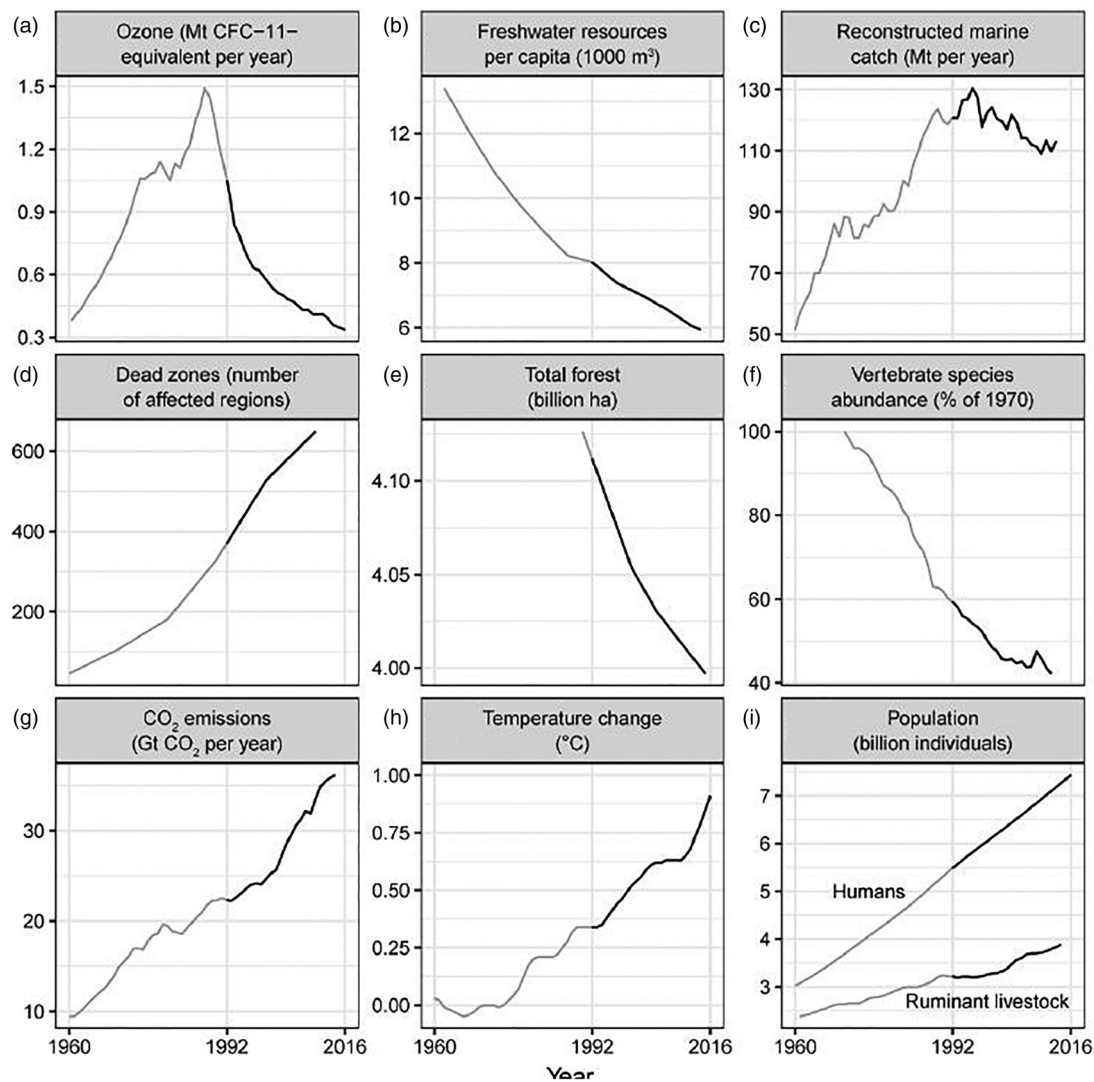 (a)
Ozone (Mt CFC−11−
equivalent per year)
1.5
1.2
0.9
0.6
0.3
(b)
Freshwater resources
per capita (1000 m³)
12
10
8
6
(c)
Reconstructed marine
catch (Mt per year)
130
110
90
70
50
(d)
Dead zones (number
of affected regions)
600
400
200
(e)
Total forest
(billion ha)
4.10
4.05
4.00
(f)
Vertebrate species
abundance (% of 1970)
100
80
60
40
(g)
CO₂ emissions
(Gt CO₂ per year)
30
20
10
1960 1992 2016
(h)
Temperature change
(°C)
1.00
0.75
0.50
0.25
0.00
1960 1992 2016
(i)
Population
(billion individuals)
7
6
5
4
3
Humans
Ruminant livestock
1960 1992 2016
Year